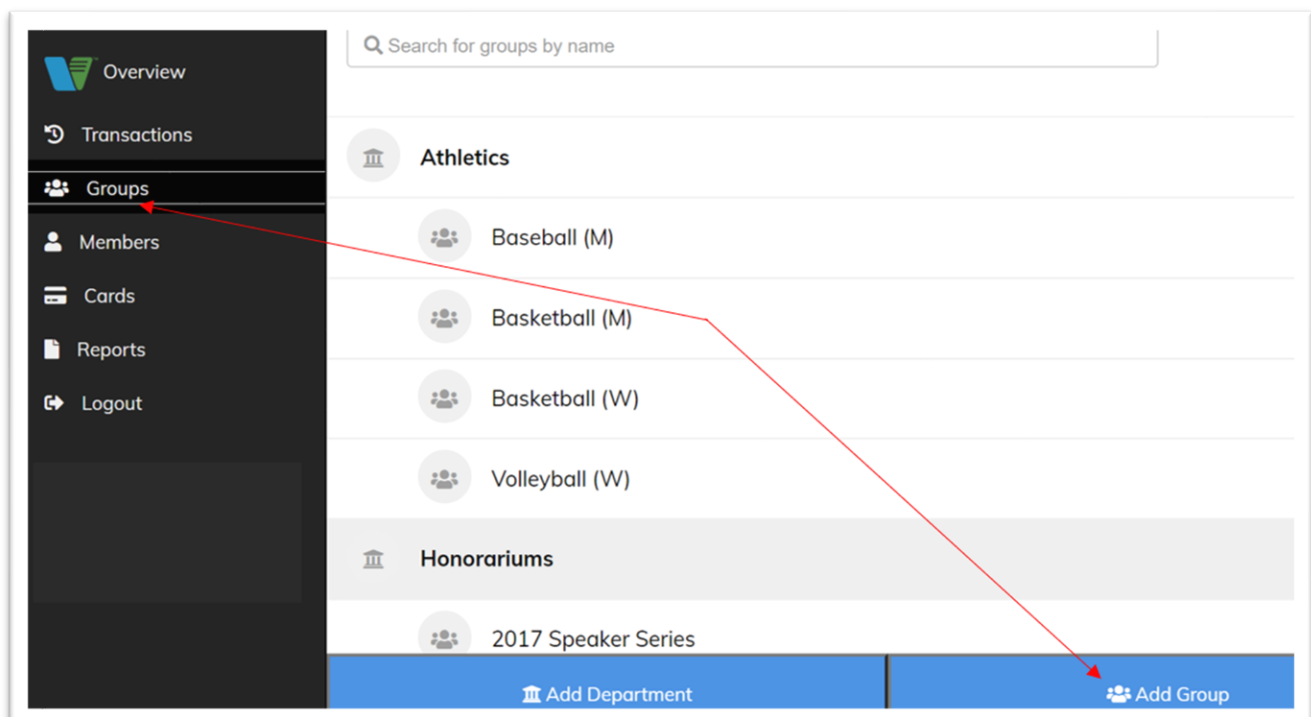 Overview
Transactions
Groups
Members
Cards
Reports
Logout
Search for groups by name
Athletics
Baseball (M)
Basketball (M)
Basketball (W)
Volleyball (W)
Honorariums
2017 Speaker Series
Add Department
Add Group